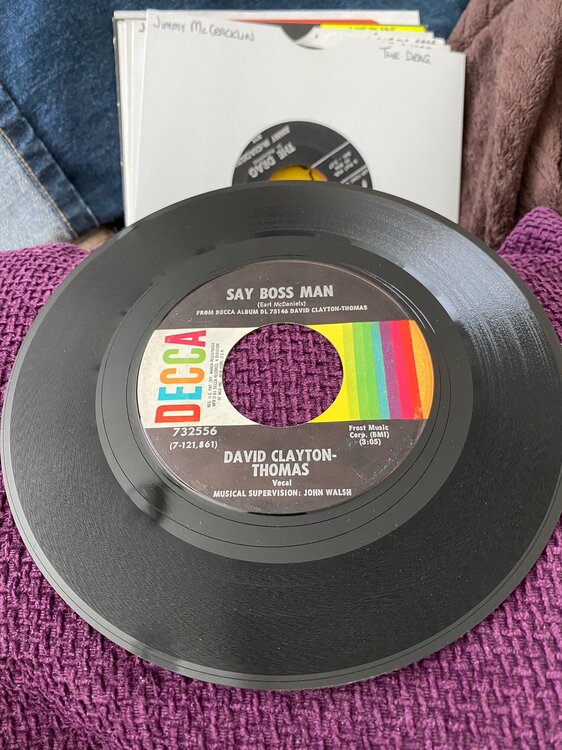 Jimmy McCracklin
The Drag
THE DRAG
SAY BOSS MAN
(Earl McDaniels)
FROM DECCA ALBUM DL 75146 DAVID CLAYTON-THOMAS
DECCA
732556
(7-121,861)
Frost Music
Corp. (BMI)
(3:05)
DAVID CLAYTON-
THOMAS
Vocal
MUSICAL SUPERVISION: JOHN WALSH